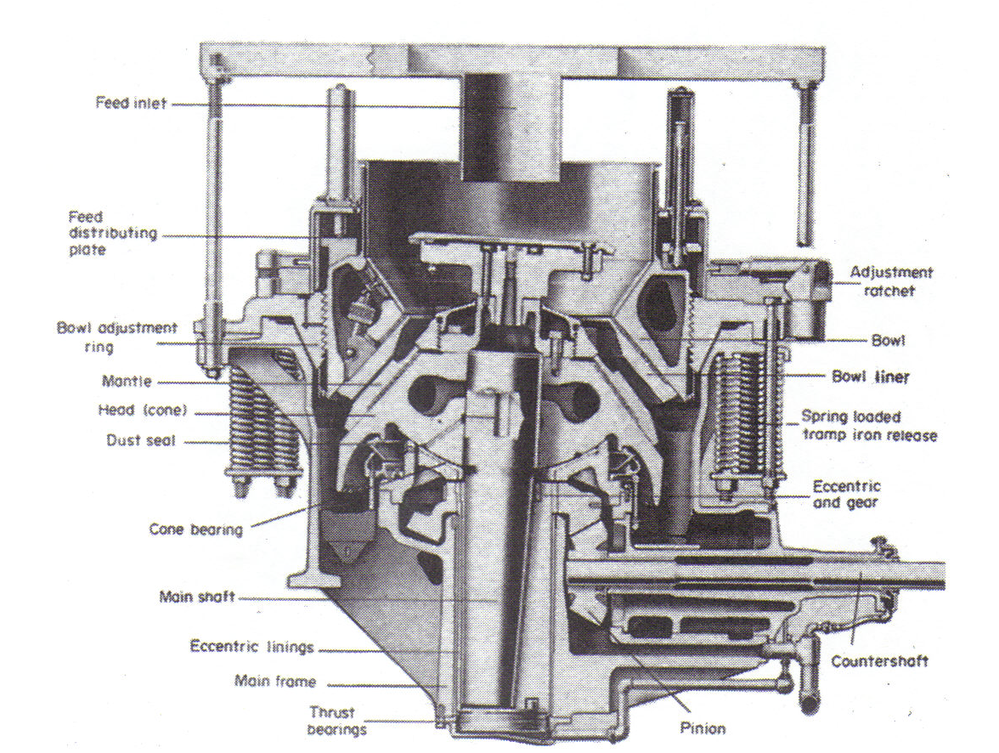 Feed inlet
Feed
distributing
plate
Bowl adjustment
ring
Mantle
Head (cone)
Dust seal
Cone bearing
Main shaft
Eccentric linings
Main frame
Thrust
bearings
Adjustment
ratchet
Bowl
Bowl liner
Spring loaded
tramp iron release
Eccentric
and gear
Countershaft
Pinion